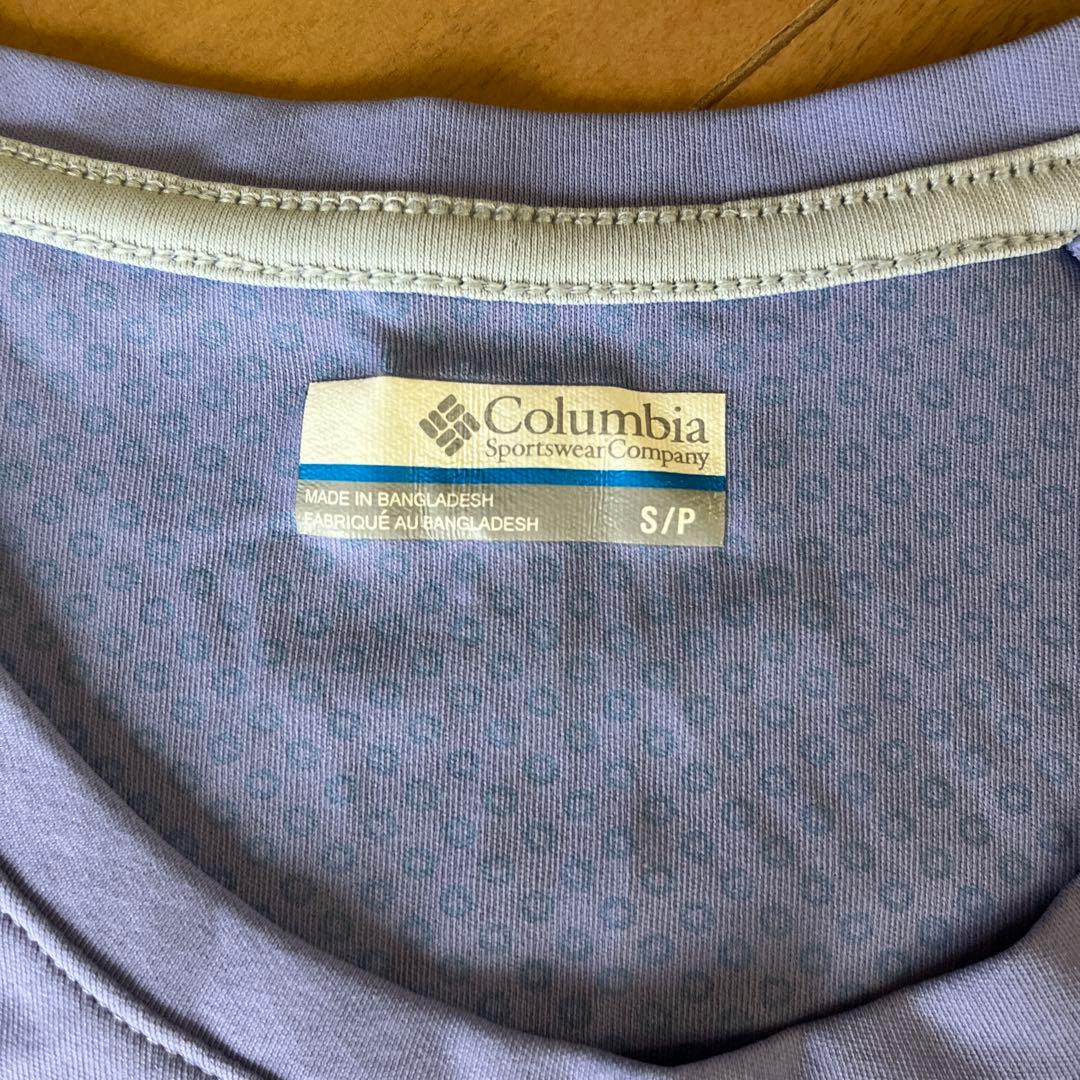 Columbia
Sportswear Company
MADE IN BANGLADESH
FABRIQUÉ AU BANGLADESH
S/P